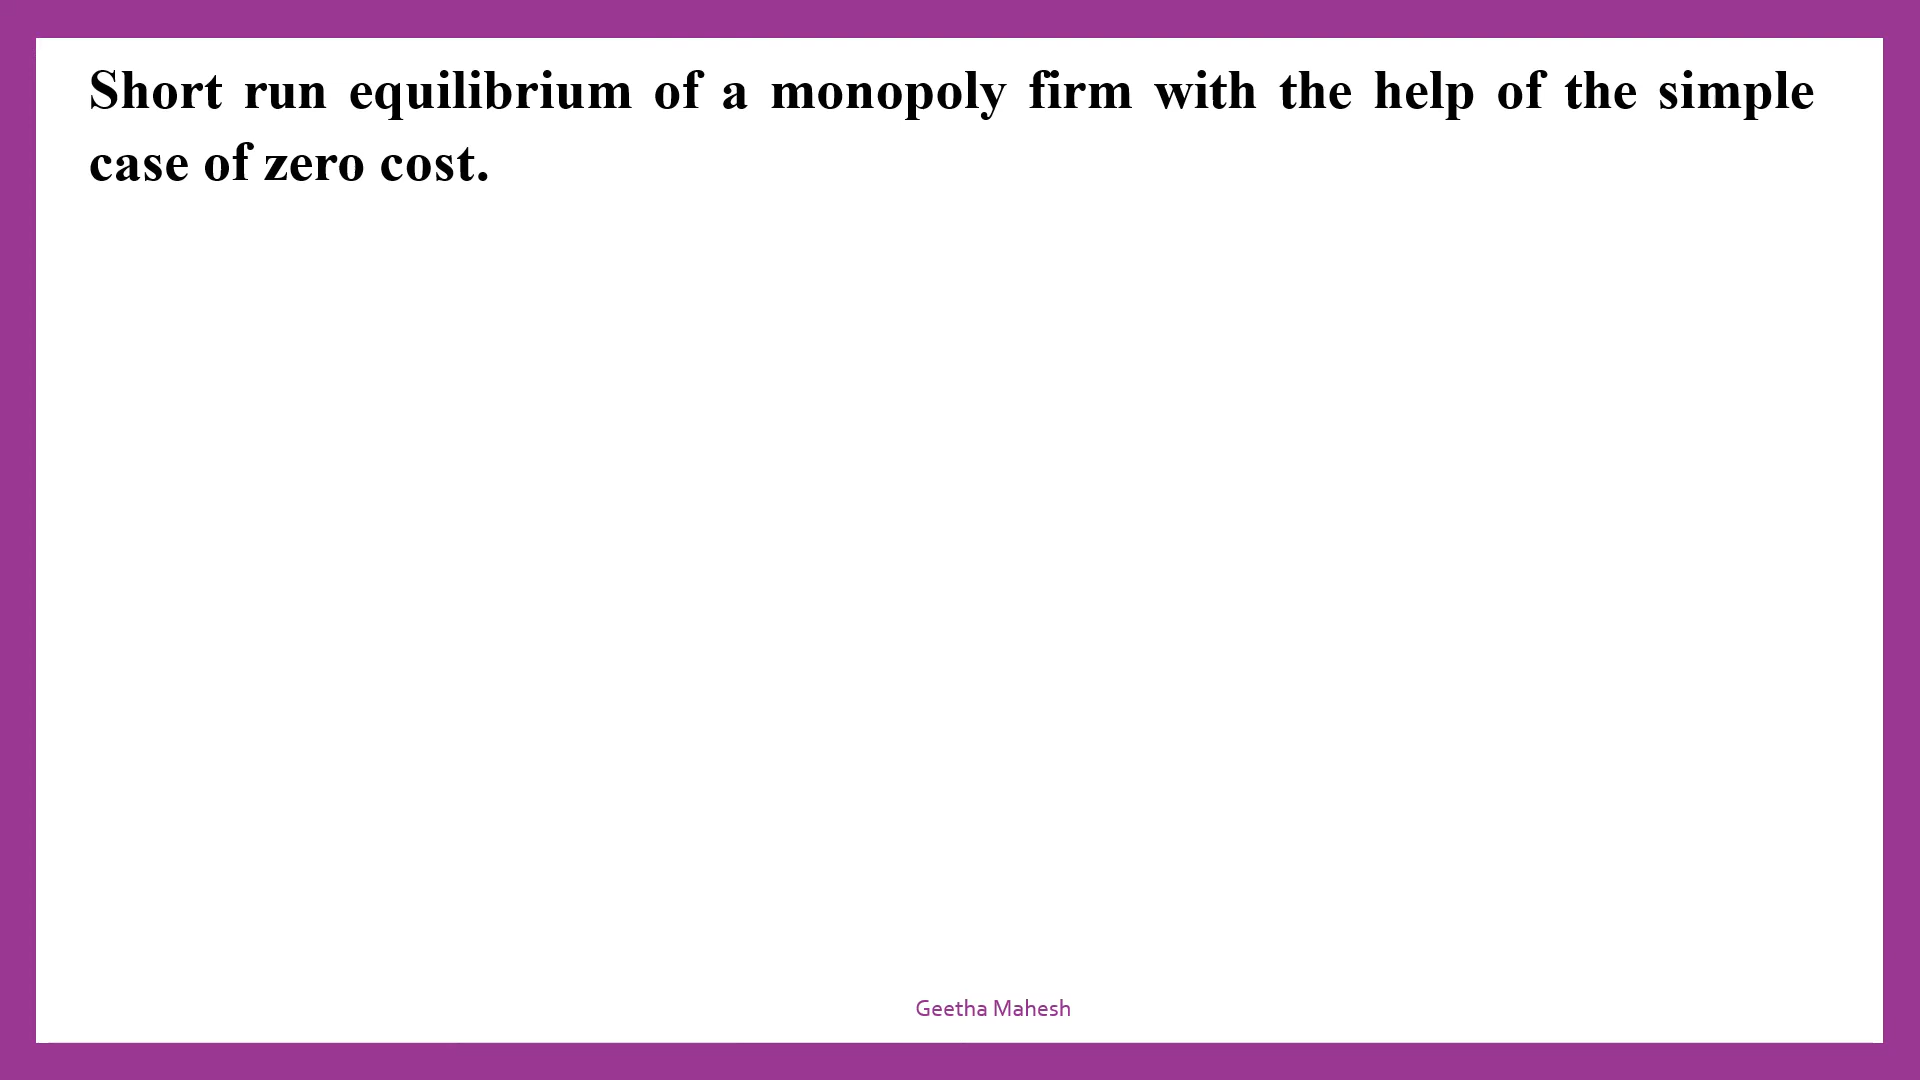 Short run equilibrium of a monopoly firm with the help of the simple
case of zero cost.
Geetha Mahesh